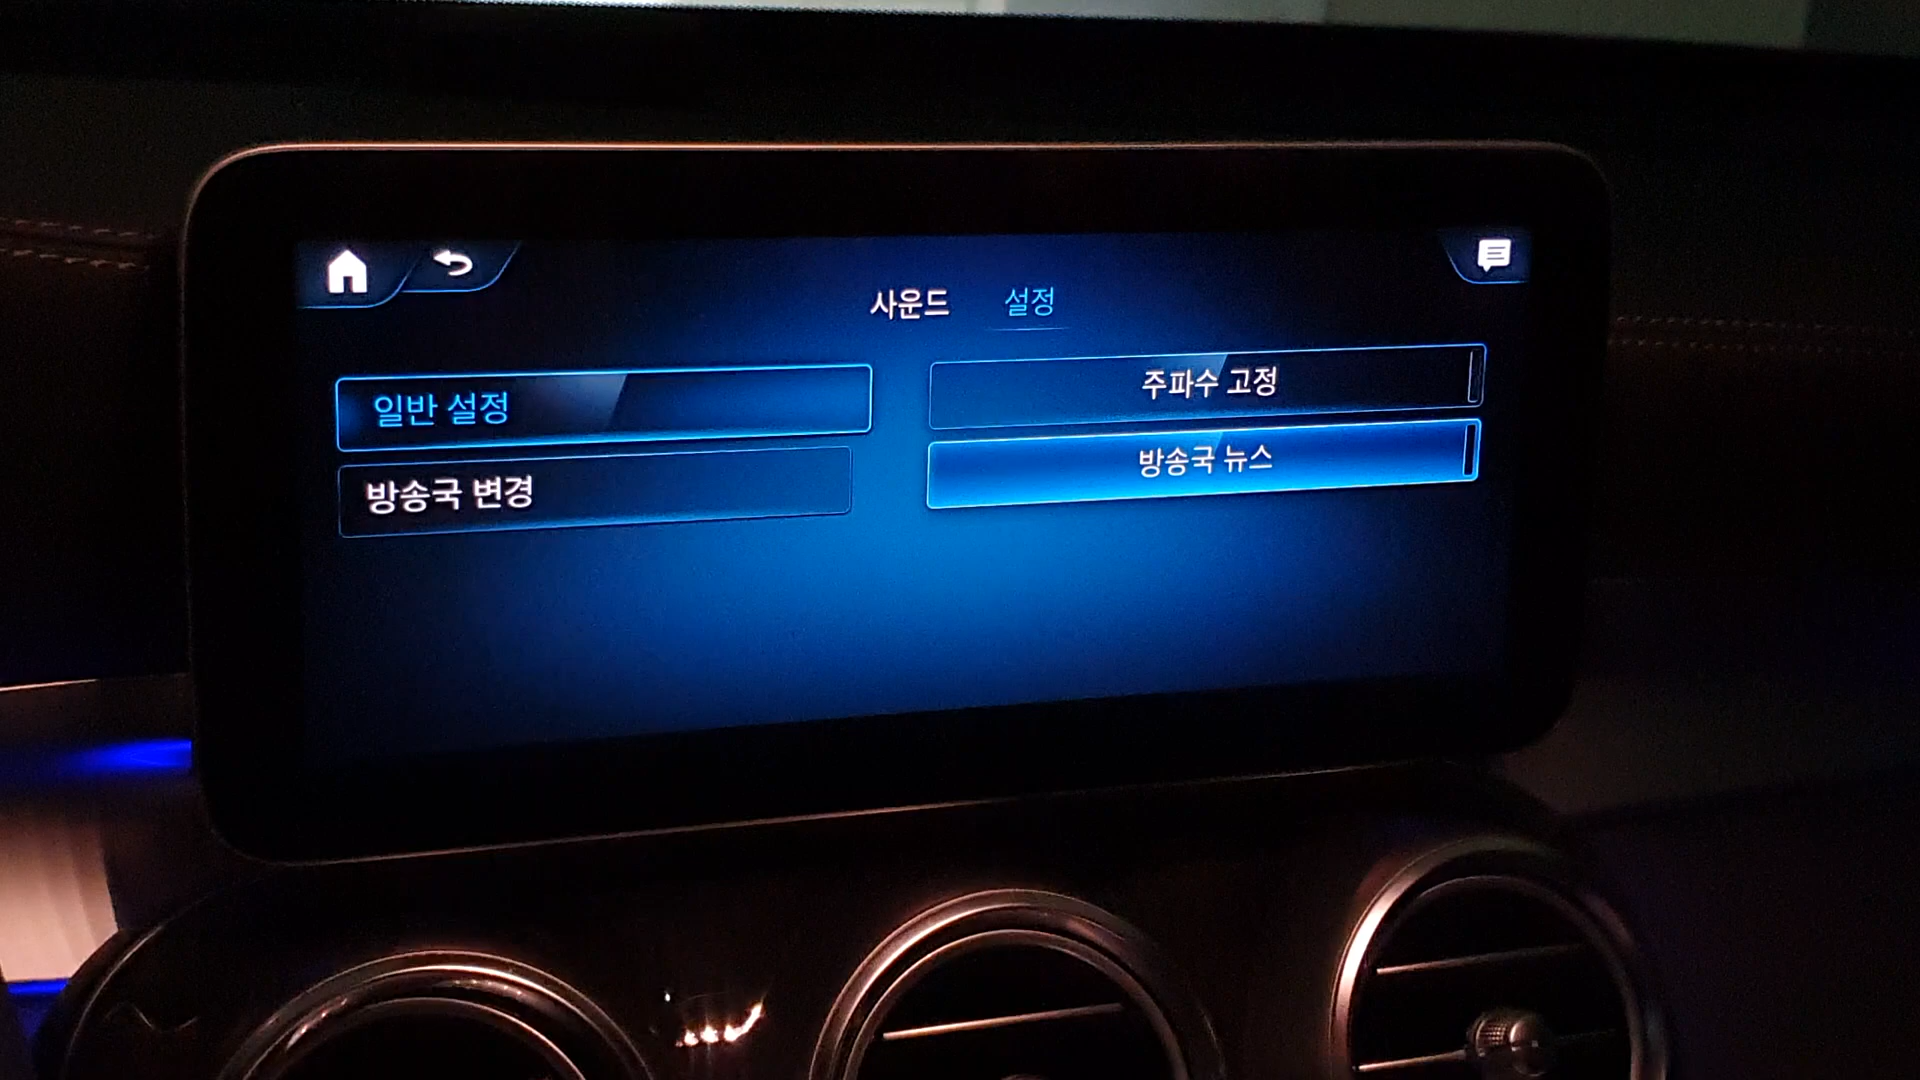 사운드 설정
일반 설정
방송국 변경
주파수 고정
방송국 뉴스